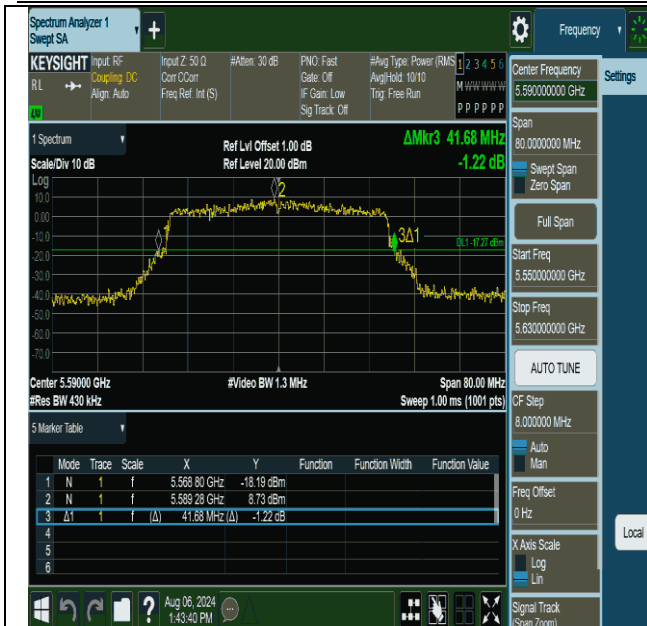 Spectrum Analyzer 1
Swept SA
Frequency
KEYSIGHT
RL
Input: RF
Coupling: DC
Align: Auto
Input Z: 50 Ω
Corr CCorr
Freq Ref: Int (S)
#Atten: 30 dB
PNO: Fast
Gate: Off
IF Gain: Low
Sig Track: Off
#Avg Type: Power (RMS
Avg|Hold: 10/10
Trig: Free Run
1 2 3 4 5 6
M W W W W W
P P P P P P
Center Frequency
5.590000000 GHz
Settings
Span
80.0000000 MHz
Swept Span
Zero Span
Full Span
Start Freq
5.550000000 GHz
Stop Freq
5.630000000 GHz
AUTO TUNE
CF Step
8.000000 MHz
Auto
Man
Freq Offset
0 Hz
X Axis Scale
Log
Lin
Signal Track
(Span Zoom)
Local
1 Spectrum
Scale/Div 10 dB
Ref Lvl Offset 1.00 dB
Ref Level 20.00 dBm
ΔMkr3 41.68 MHz
-1.22 dB
Log
10.0
0.00
-10.0
-20.0
-30.0
-40.0
-50.0
-60.0
-70.0
1
2
3Δ1
DL1 -17.27 dBm
Center 5.59000 GHz
#Res BW 430 kHz
#Video BW 1.3 MHz
Span 80.00 MHz
Sweep 1.00 ms (1001 pts)
5 Marker Table
Mode Trace Scale X Y Function Function Width Function Value
1 N 1 f 5.568 80 GHz -18.19 dBm
2 N 1 f 5.589 28 GHz 8.73 dBm
3 Δ1 1 f (Δ) 41.68 MHz (Δ) -1.22 dB
4
5
6
Aug 06, 2024
1:43:40 PM